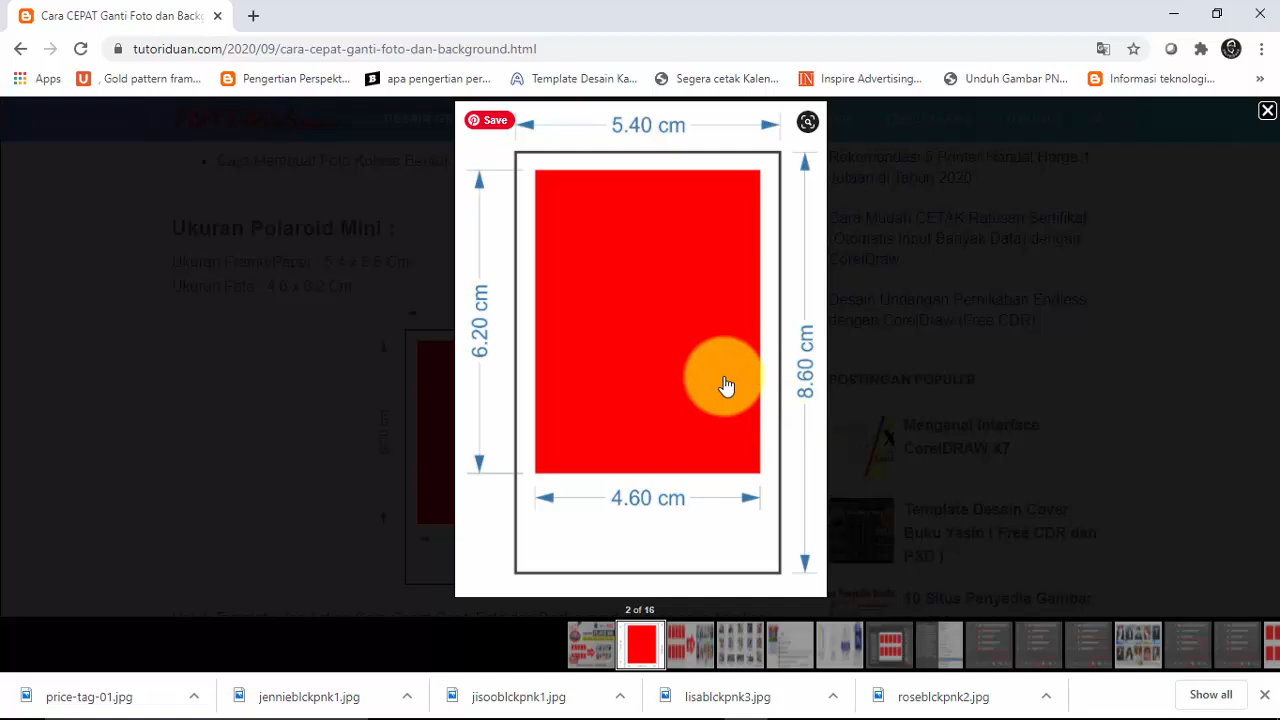 Cara CEPAT Ganti Foto dan Back
tutoriduan.com/2020/09/cara-cepat-ganti-foto-dan-background.html
Apps
, Gold pattern fram...
Pengertian Perspekt...
apa pengertian per...
Template Desain Ka...
Segera Cetak Kalen...
Inspire Advertising...
Unduh Gambar PN...
Informasi teknologi...
»
Save
5.40 cm
6.20 cm
8.60 cm
4.60 cm
Cara Membuat Foto Kolase Bentuk
Ukuran Polaroid Mini :
Rekomendasi 5 Printer Handal Harga 1
Jutaan di Tahun 2020"
Cara Mudah CETAK Ratusan Sertifikat
(Otomatis Input Banyak Data) dengan
CorelDraw
Desain Undangan Pernikahan Endless
dengan CorelDraw (Free CDR)
POSTINGAN POPULER
Mengenal Interface
CorelDRAW X7
Template Desain Cover
Buku Yasin ( Free CDR dan
PSD )
10 Situs Penyedia Gambar
2 of 16
price-tag-01.jpg
jennieblckpnk1.jpg
jisooblckpnk1.jpg
lisablckpnk3.jpg
roseblckpnk2.jpg
Show all